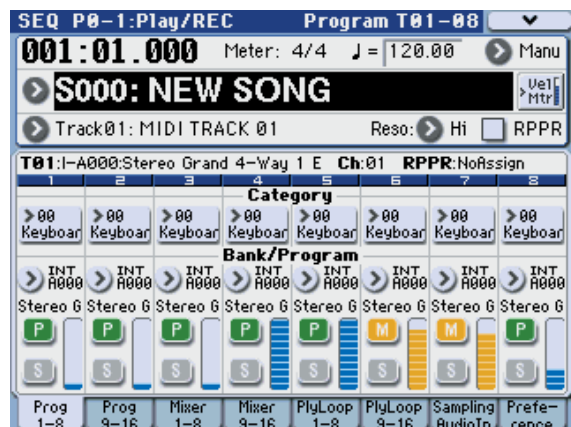 SEQ P0-1:Play/REC Program T01-08
001:01.000 Meter: 4/4 ♩= 120.00 Manu
S000: NEW SONG Vel Mtr
Track01: MIDI TRACK 01 Reso: Hi RPPR
T01:I-A000:Stereo Grand 4-Way 1 E Ch:01 RPPR:NoAssign
1 2 3 4 5 6 7 8
Category
00 00 00 00 00 00 00 00
Keyboar Keyboar Keyboar Keyboar Keyboar Keyboar Keyboar Keyboar
Bank/Program
INT INT INT INT INT INT INT INT
A000 A000 A000 A000 A000 A000 A000 A000
Stereo G Stereo G Stereo G Stereo G Stereo G Stereo G Stereo G Stereo G
P P P P P M M P
S S S S S S S S
Prog Prog Mixer Mixer PlyLoop PlyLoop Sampling Prefe-
1-8 9-16 1-8 9-16 1-8 9-16 AudioIn rence